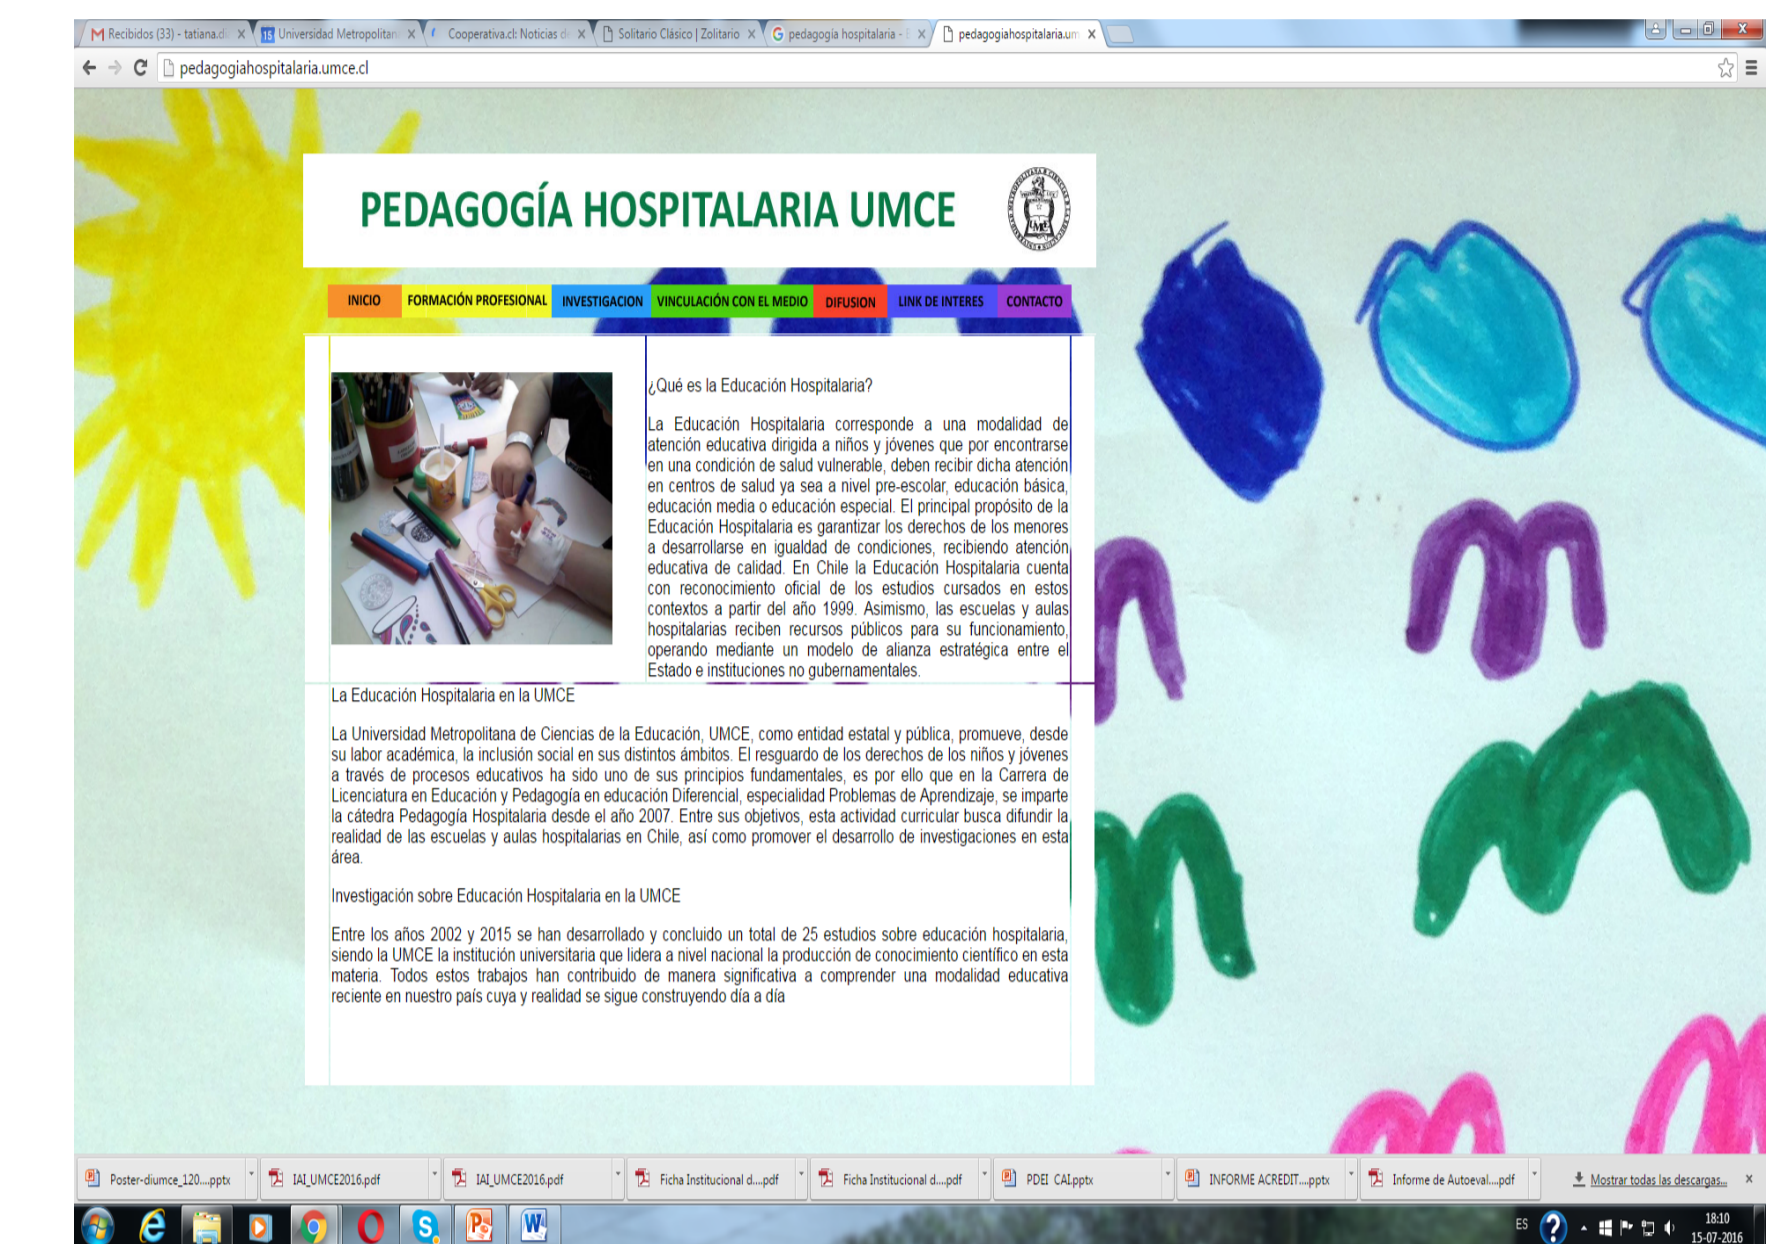 Recibidos (33) - tatiana.di
Universidad Metropolitan
Cooperativa.cl: Noticias d
Solitario Clásico | Zolitario
pedagogía hospitalaria -
pedagogiahospitalaria.um
pedagogiahospitalaria.umce.cl
PEDAGOGÍA HOSPITALARIA UMCE
UMCE
INICIO
FORMACIÓN PROFESIONAL
INVESTIGACION
VINCULACIÓN CON EL MEDIO
DIFUSION
LINK DE INTERES
CONTACTO
¿Qué es la Educación Hospitalaria?
La Educación Hospitalaria corresponde a una modalidad de
atención educativa dirigida a niños y jóvenes que por encontrarse
en una condición de salud vulnerable, deben recibir dicha atención
en centros de salud ya sea a nivel pre-escolar, educación básica,
educación media o educación especial. El principal propósito de la
Educación Hospitalaria es garantizar los derechos de los menores
a desarrollarse en igualdad de condiciones, recibiendo atención
educativa de calidad. En Chile la Educación Hospitalaria cuenta
con reconocimiento oficial de los estudios cursados en estos
contextos a partir del año 1999. Asimismo, las escuelas y aulas
hospitalarias reciben recursos públicos para su funcionamiento,
operando mediante un modelo de alianza estratégica entre el
Estado e instituciones no gubernamentales.
La Educación Hospitalaria en la UMCE
La Universidad Metropolitana de Ciencias de la Educación, UMCE, como entidad estatal y pública, promueve, desde
su labor académica, la inclusión social en sus distintos ámbitos. El resguardo de los derechos de los niños y jóvenes
a través de procesos educativos ha sido uno de sus principios fundamentales, es por ello que en la Carrera de
Licenciatura en Educación y Pedagogía en educación Diferencial, especialidad Problemas de Aprendizaje, se imparte
la cátedra Pedagogía Hospitalaria desde el año 2007. Entre sus objetivos, esta actividad curricular busca difundir la
realidad de las escuelas y aulas hospitalarias en Chile, así como promover el desarrollo de investigaciones en esta
área.
Investigación sobre Educación Hospitalaria en la UMCE
Entre los años 2002 y 2015 se han desarrollado y concluido un total de 25 estudios sobre educación hospitalaria,
siendo la UMCE la institución universitaria que lidera a nivel nacional la producción de conocimiento científico en esta
materia. Todos estos trabajos han contribuido de manera significativa a comprender una modalidad educativa
reciente en nuestro país cuya y realidad se sigue construyendo día a día
Poster-diumce_120....pptx
IAI_UMCE2016.pdf
IAI_UMCE2016.pdf
Ficha Institucional d....pdf
Ficha Institucional d....pdf
PDEI CAI.pptx
INFORME ACREDIT....pptx
Informe de Autoeval....pdf
Mostrar todas las descargas...
ES
18:10
15-07-2016